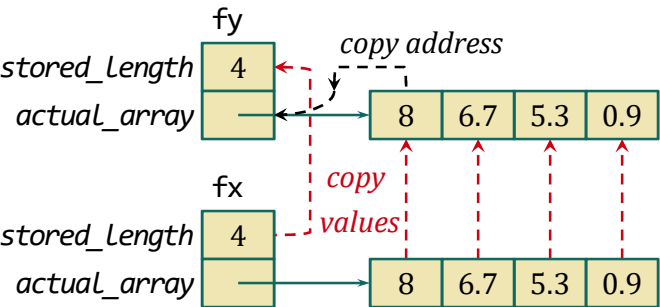 fy
copy address
stored_length 4
actual_array 8 6.7 5.3 0.9
fx
copy
values
stored_length 4
actual_array 8 6.7 5.3 0.9